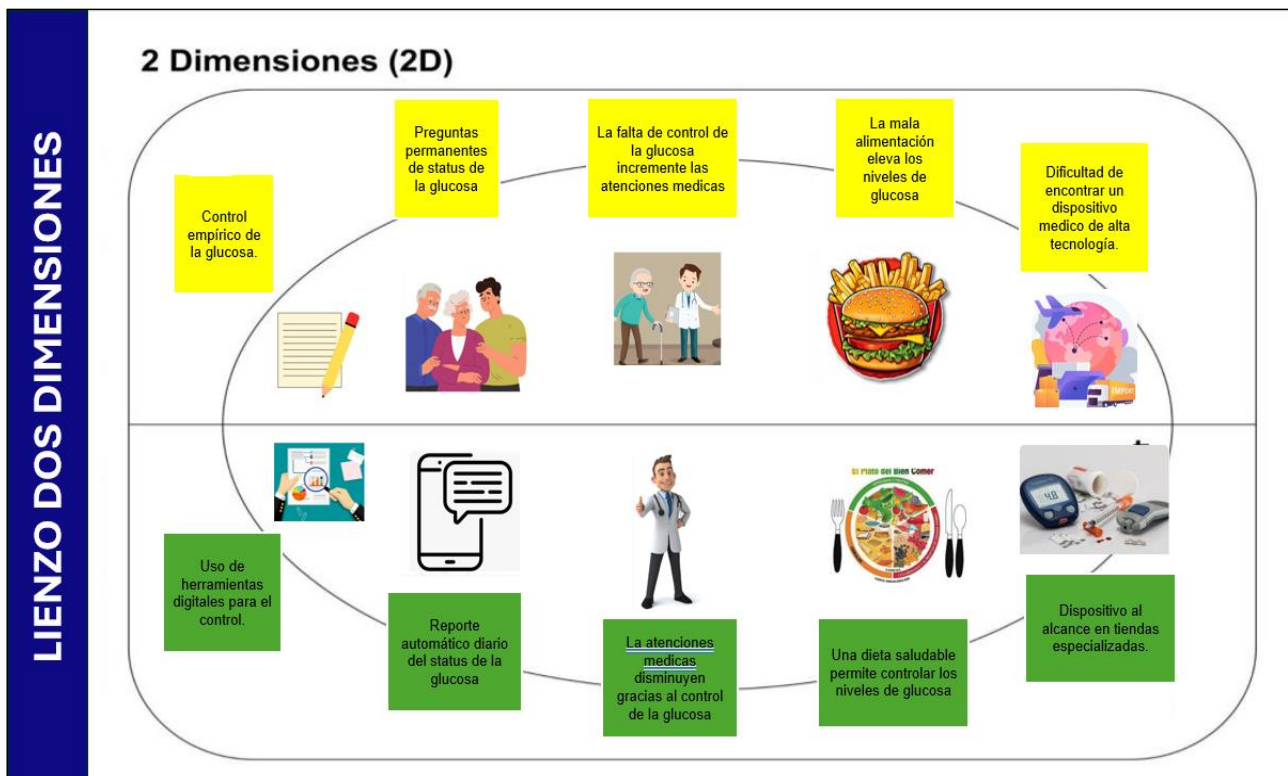 LIENZO DOS DIMENSIONES
2 Dimensiones (2D)
Control
empírico de
la glucosa.
Preguntas
permanentes
de status de
la glucosa
La falta de control de
la glucosa
incremente las
atenciones medicas
La mala
alimentación
eleva los
niveles de
glucosa
Dificultad de
encontrar un
dispositivo
medico de alta
tecnología.
IMPORT
El Plato del Bien Comer
4.8
Uso de
herramientas
digitales para el
control.
Reporte
automático diario
del status de la
glucosa
La atenciones
medicas
disminuyen
gracias al control
de la glucosa
Una dieta saludable
permite controlar los
niveles de glucosa
Dispositivo al
alcance en tiendas
especializadas.